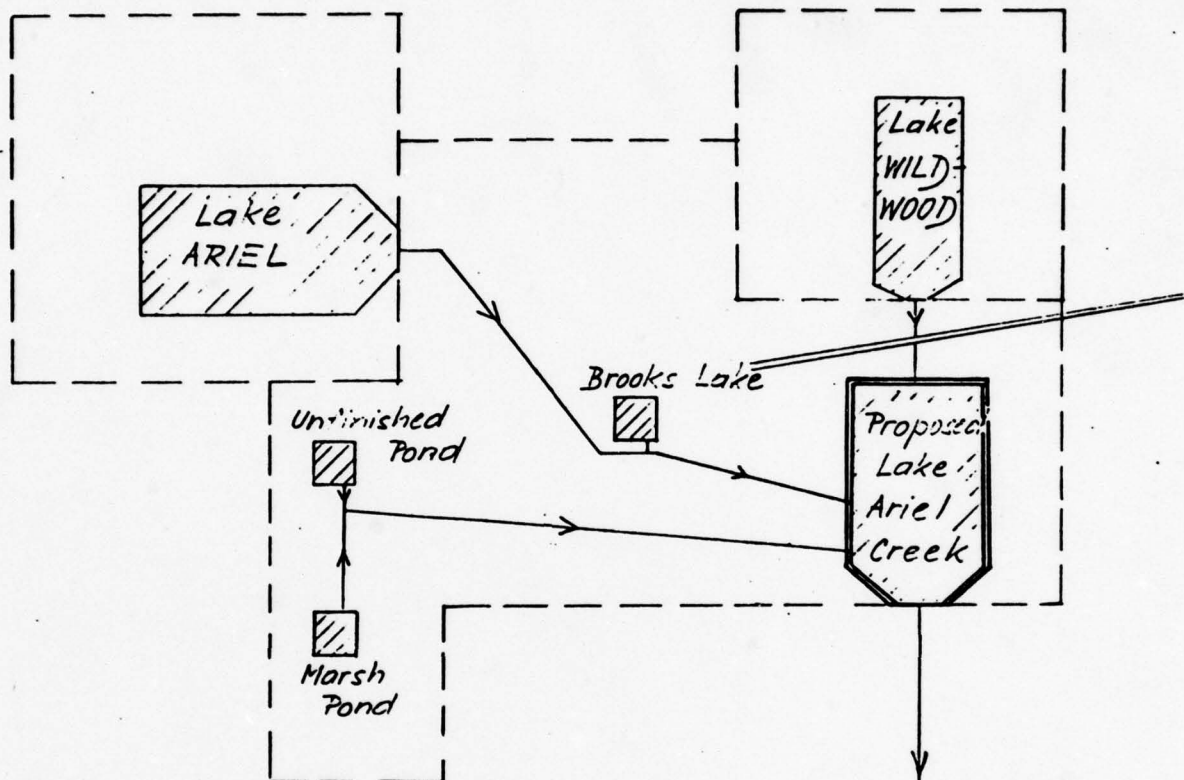 Lake
ARIEL
Lake
WILD-
WOOD
Brooks Lake
Unfinished
Pond
Proposed
Lake
Ariel
Creek
Marsh
Pond